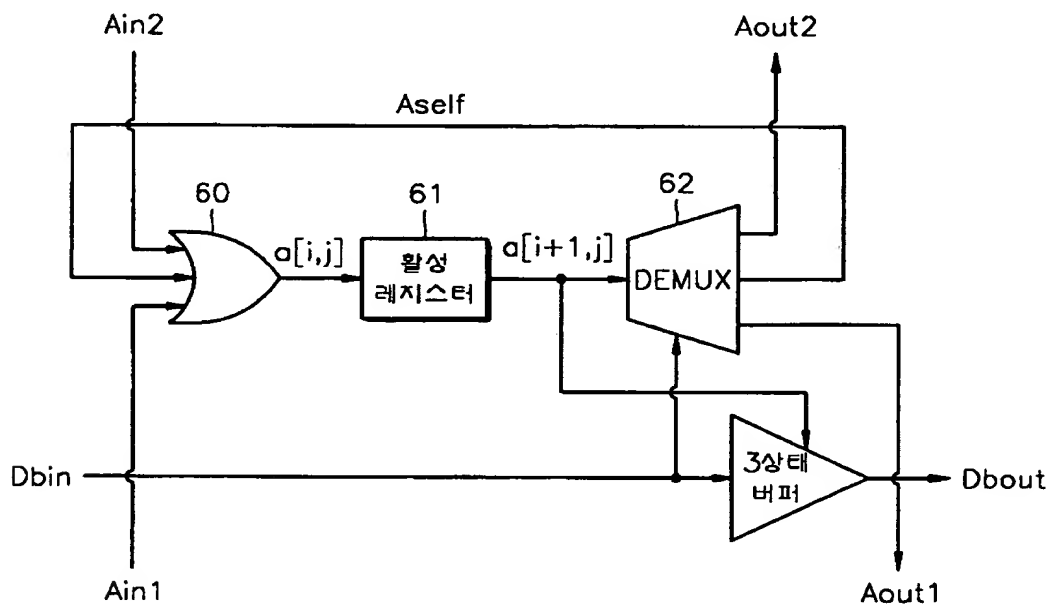 Ain2
Aout2
Aself
60
61
62
a[i,j]
활성
레지스터
a[i+1,j]
DEMUX
Dbin
3상태
버퍼
Dbout
Ain1
Aout1